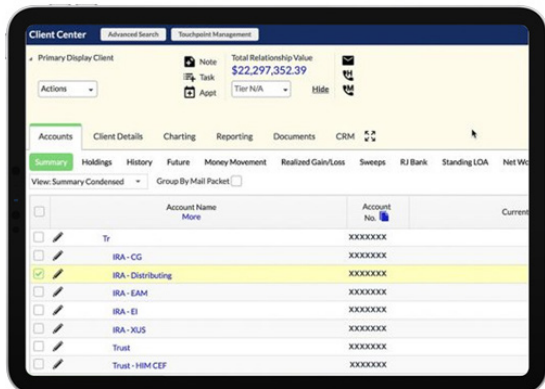 Client Center Advanced Search Touchpoint Management
Primary Display Client
Actions
Note
Task
Appt
Total Relationship Value
$22,297,352.39
Tier N/A Hide
H
M
Accounts Client Details Charting Reporting Documents CRM
Summary Holdings History Future Money Movement Realized Gain/Loss Sweeps RJ Bank Standing LOA Net Wo
View: Summary Condensed Group By Mail Packet
Account Name
More
Account
No.
Current
Tr XXXXXXX
IRA - CG XXXXXXX
IRA - Distributing XXXXXXX
IRA - EAM XXXXXXX
IRA - EI XXXXXXX
IRA - XUS XXXXXXX
Trust XXXXXXX
Trust - HIM CEF XXXXXXX